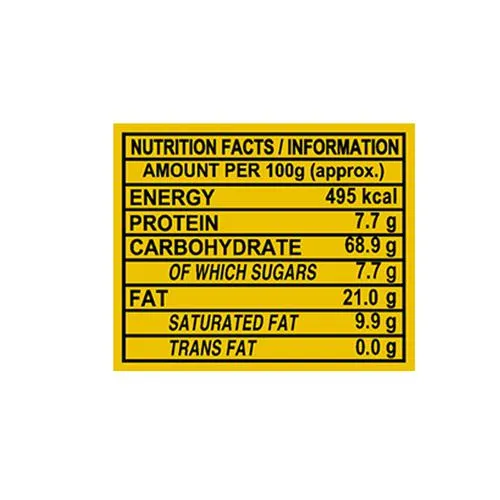 NUTRITION FACTS / INFORMATION
AMOUNT PER 100g (approx.)
ENERGY 495 kcal
PROTEIN 7.7 g
CARBOHYDRATE 68.9 g
OF WHICH SUGARS 7.7 g
FAT 21.0 g
SATURATED FAT 9.9 g
TRANS FAT 0.0 g